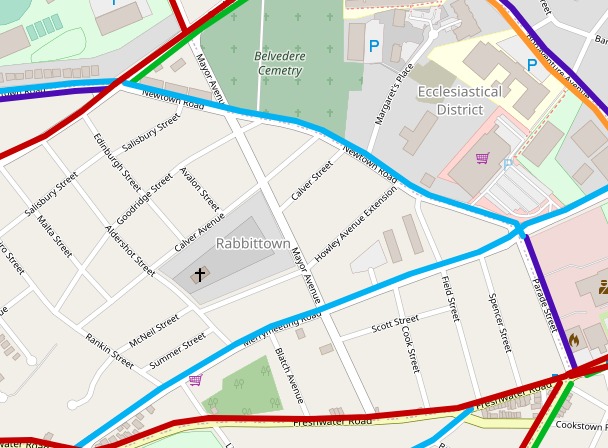 P
Belvedere
Cemetry
P
P
Bonaventure Avenue
Mayor Avenue
Margaret's Place
Ecclesiastical
District
Newtown Road
Salisbury Street
Edinburgh Street
Newtown Road
P
Calver Street
Avalon Street
Goodridge Street
Salisbury Street
Howley Avenue Extension
Calver Avenue
Malta Street
Aldershot Street
Rabbittown
Mayor Avenue
Parade Street
Field Street
Spencer Street
McNeil Street
Merrymeeting Road
Scott Street
Cook Street
Rankin Street
Summer Street
Blatch Avenue
Freshwater Road
Freshwater Road
Cookstown
water Road